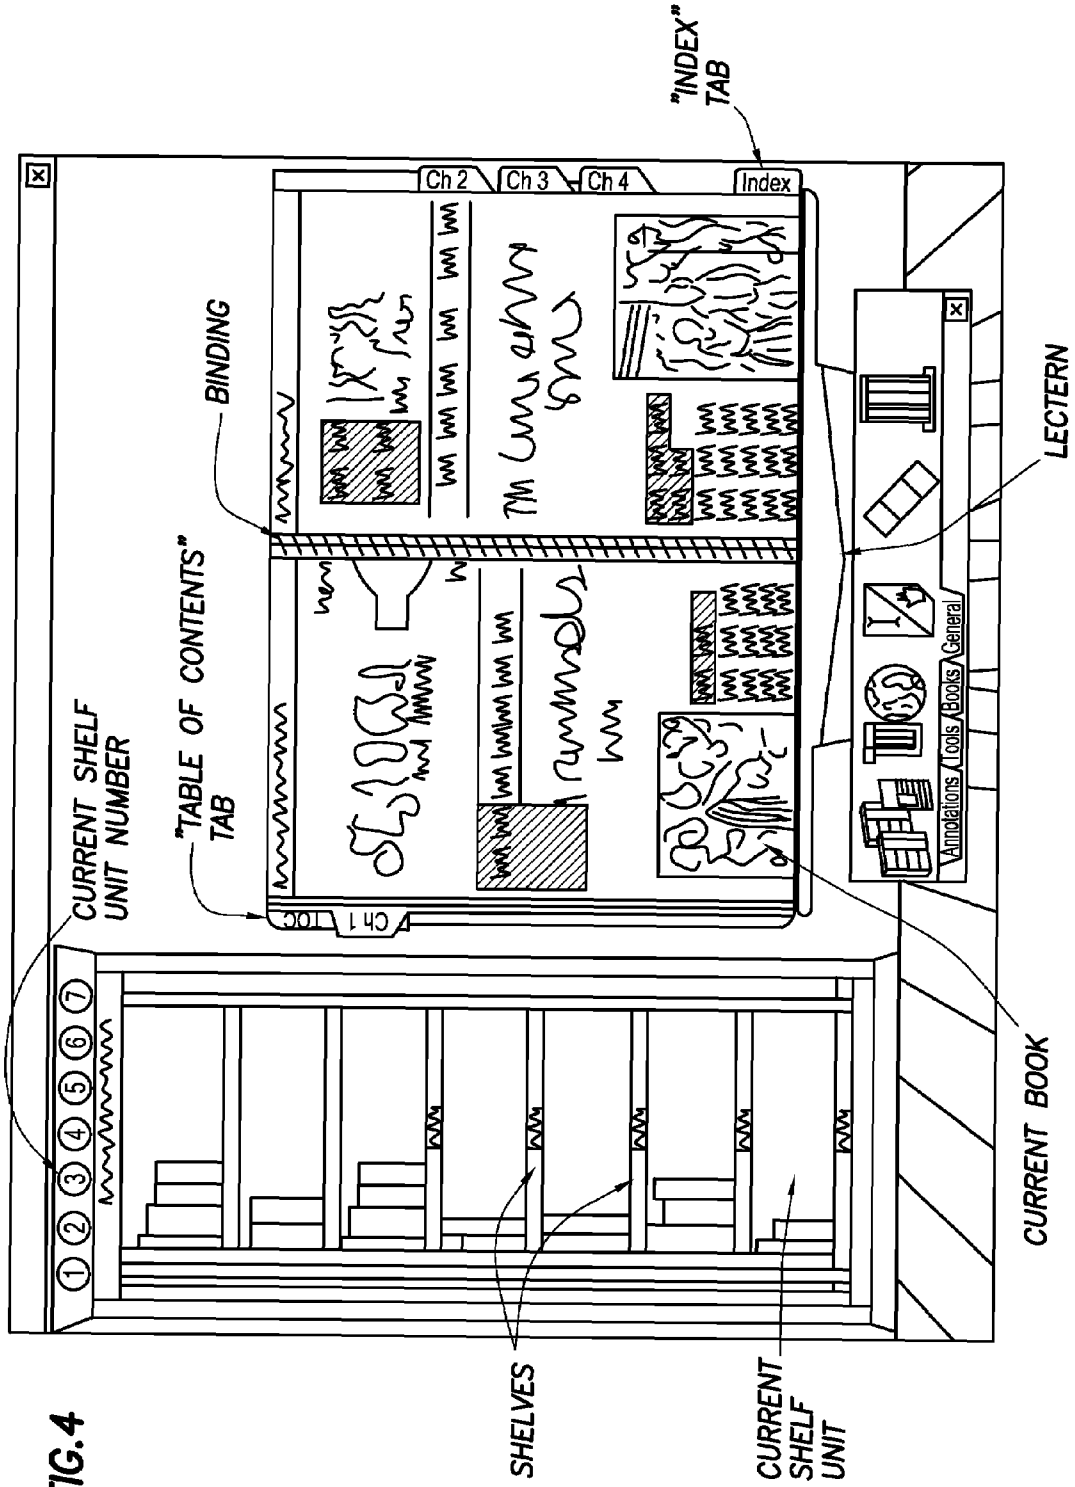 FIG.4
CURRENT SHELF
UNIT NUMBER
"TABLE OF CONTENTS"
TAB
BINDING
"INDEX"
TAB
1 2 3 4 5 6 7
TOC
Ch 1
Ch 2
Ch 3
Ch 4
Index
SHELVES
CURRENT
SHELF
UNIT
CURRENT BOOK
LECTERN
Annotations Tools Books General